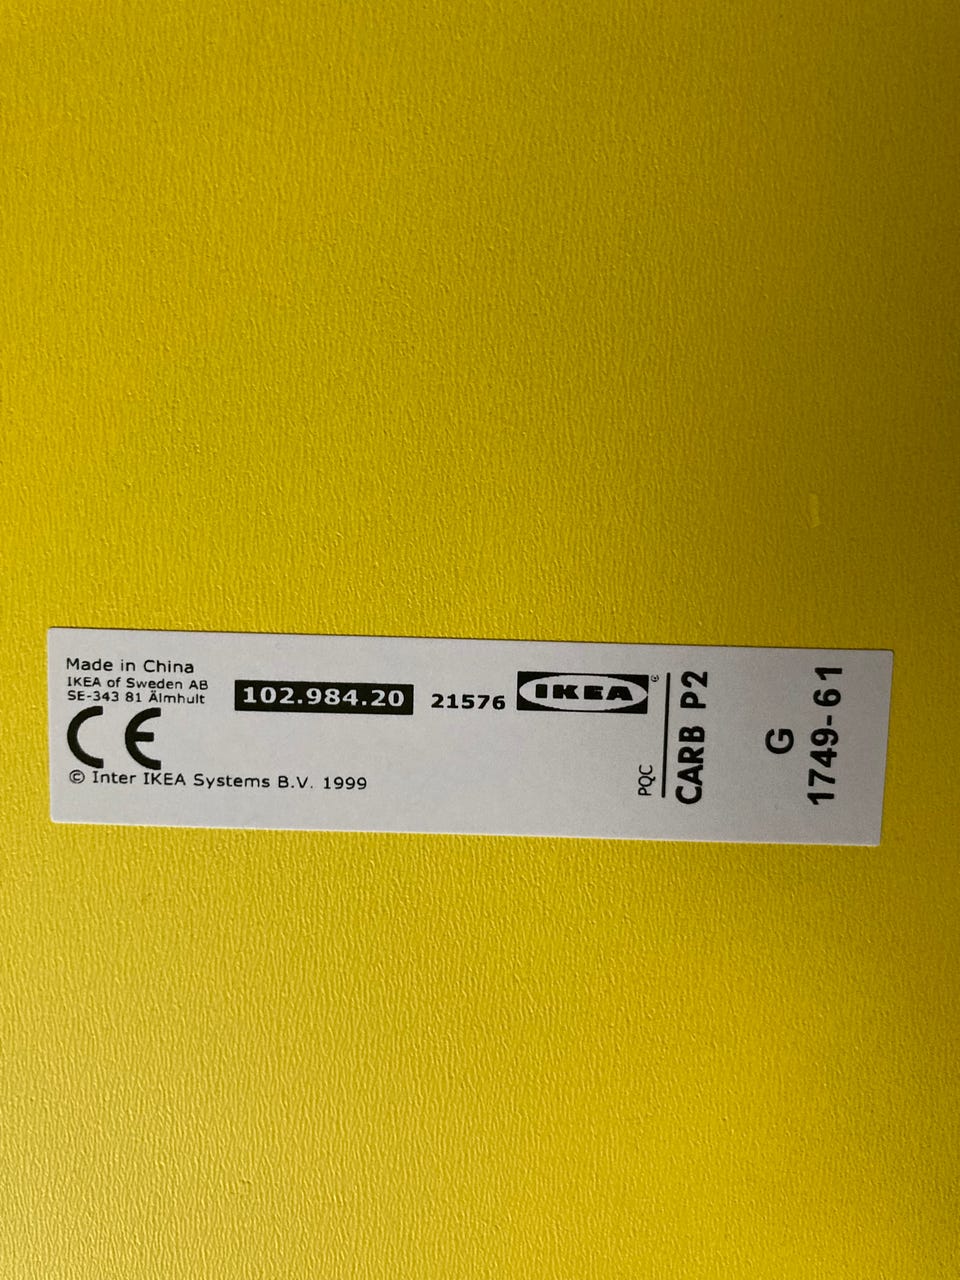 Made in China
IKEA of Sweden AB
SE-343 81 Älmhult
CE
© Inter IKEA Systems B.V. 1999
102.984.20
21576
IKEA®
PQC
CARB P2
G
1749-61